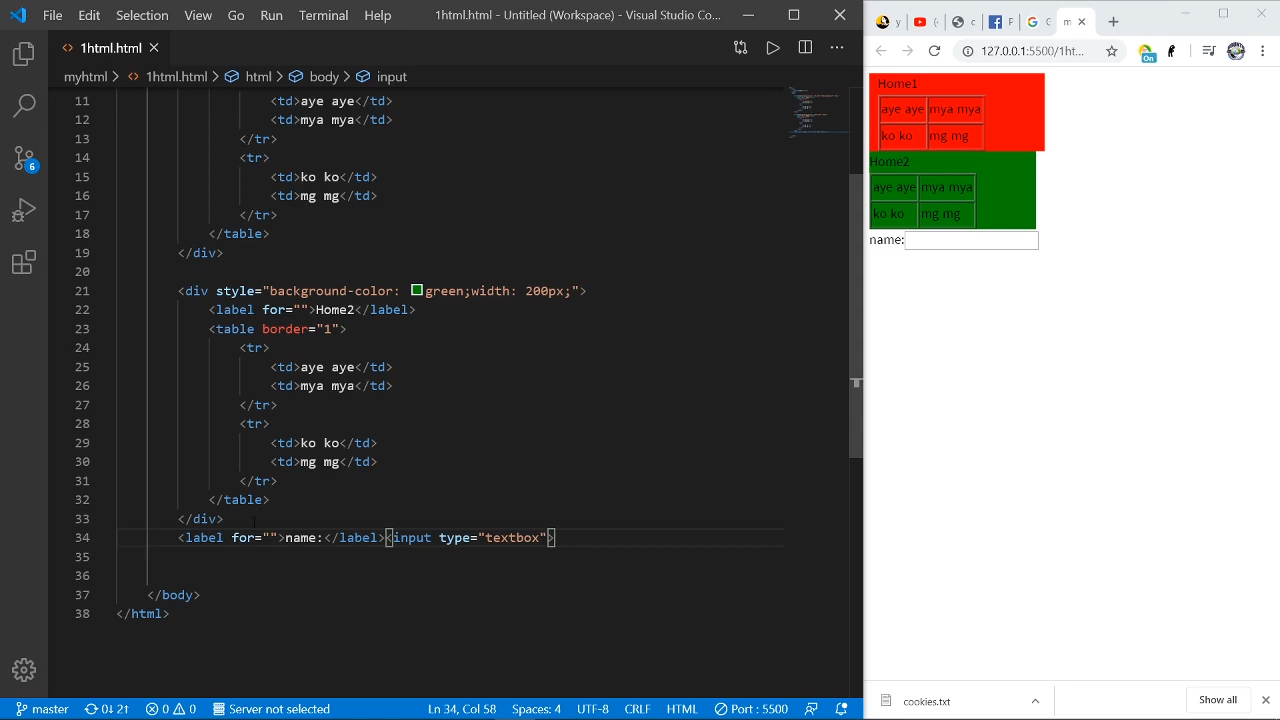 File Edit Selection View Go Run Terminal Help 1html.html - Untitled (Workspace) - Visual Studio Co...
1html.html
myhtml > 1html.html > html > body > input
11 <td>aye aye</td>
12 <td>mya mya</td>
13 </tr>
14 <tr>
15 <td>ko ko</td>
16 <td>mg mg</td>
17 </tr>
18 </table>
19 </div>
20
21 <div style="background-color: green;width: 200px;">
22 <label for="">Home2</label>
23 <table border="1">
24 <tr>
25 <td>aye aye</td>
26 <td>mya mya</td>
27 </tr>
28 <tr>
29 <td>ko ko</td>
30 <td>mg mg</td>
31 </tr>
32 </table>
33 </div>
34 <label for="">name:</label><input type="textbox">
35
36
37 </body>
38 </html>
6
master 0↓ 2↑ 0 0 Server not selected Ln 34, Col 58 Spaces: 4 UTF-8 CRLF HTML Port : 5500
y ( c P G m
127.0.0.1:5500/1ht...
On
Home1
aye aye mya mya
ko ko mg mg
Home2
aye aye mya mya
ko ko mg mg
name:
cookies.txt Show all